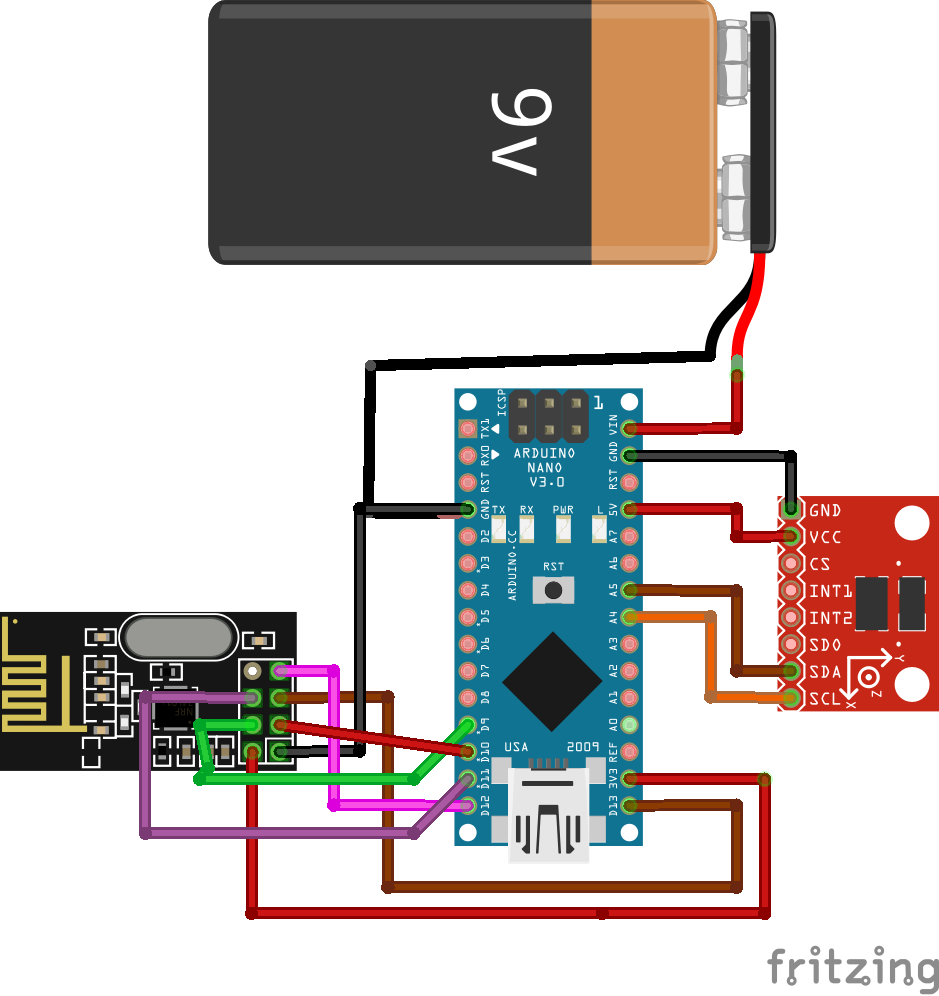 9v
ICSP
1
TX1
RX0
RST
GND
D2
D3
D4
D5
D6
D7
D8
D9
D10
D11
D12
ARDUINO
NANO
V3.0
TX
RX
PWR
L
ARDUINO.CC
RST
USA
2009
VIN
GND
RST
5V
A7
A6
A5
A4
A3
A2
A1
A0
REF
3V3
D13
GND
VCC
CS
INT1
INT2
SDO
SDA
SCL
Y
Z
X
NRF
fritzing